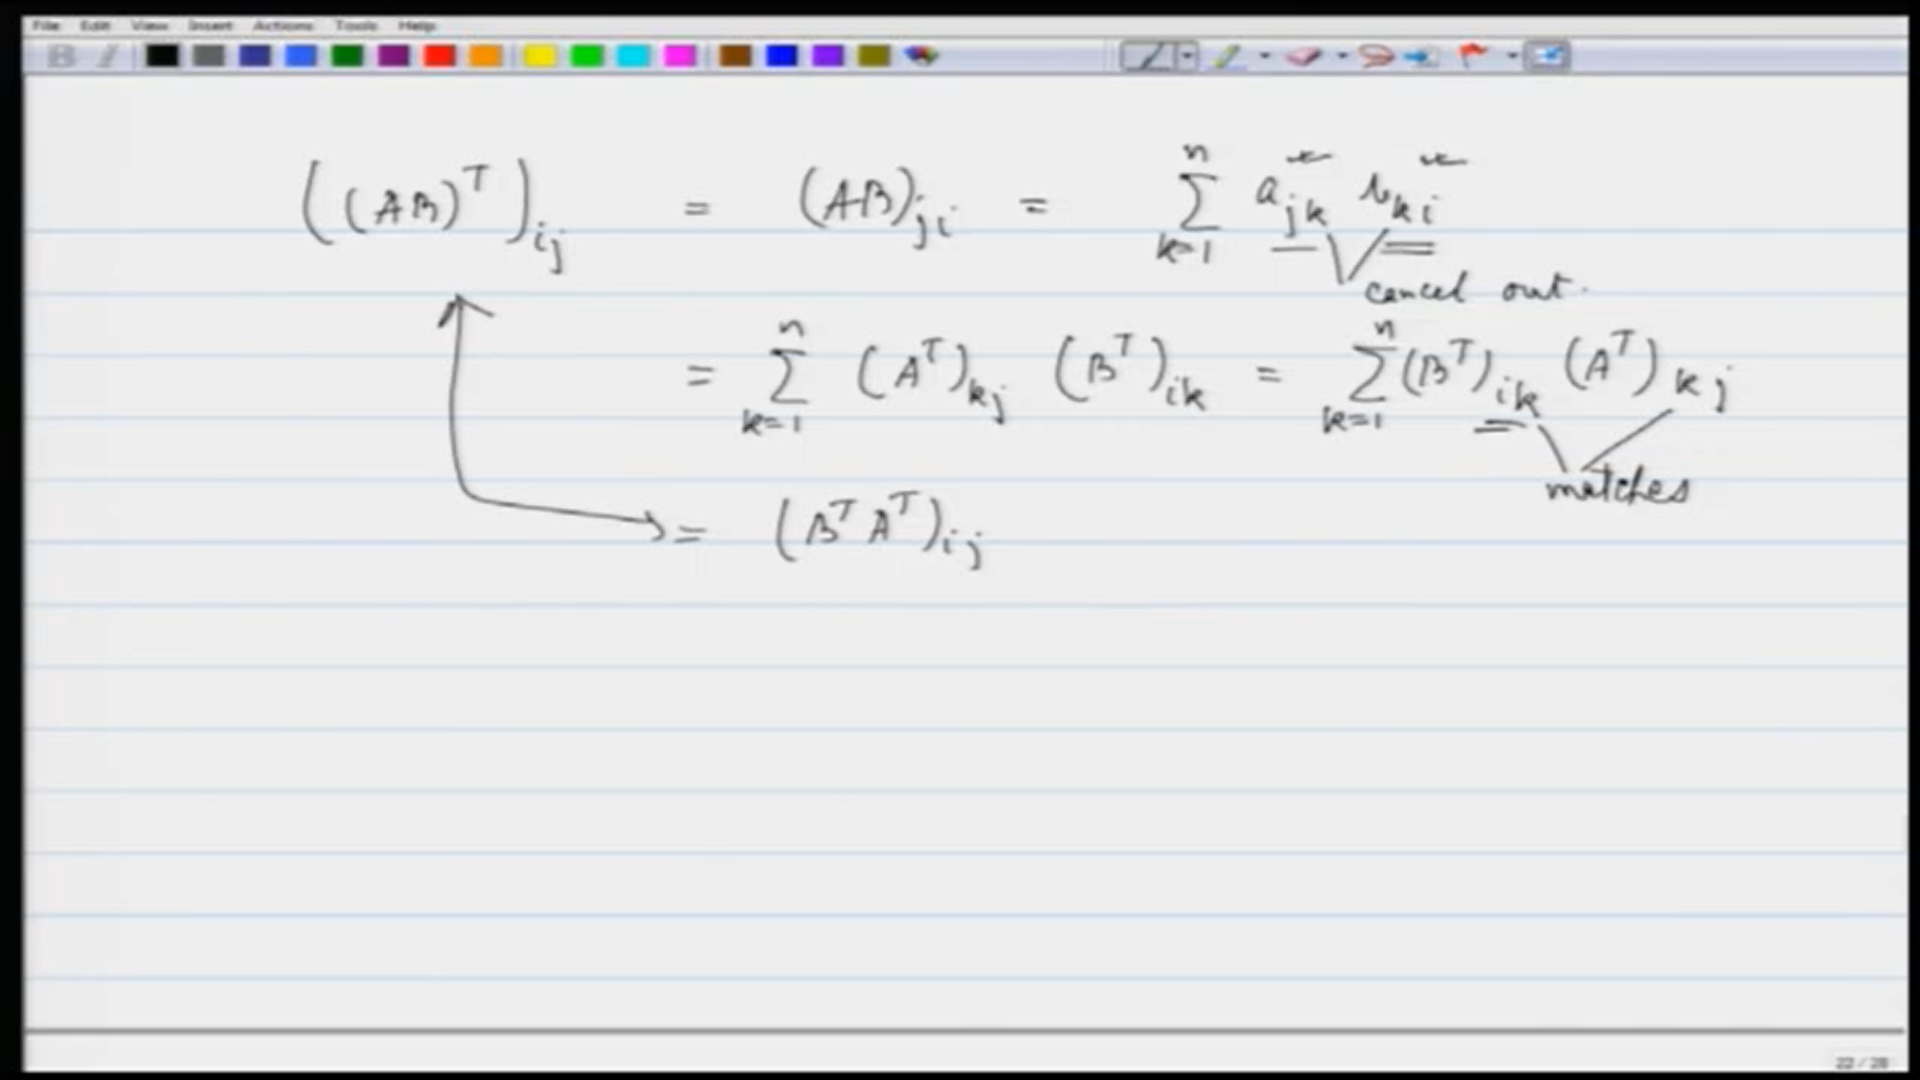 File Edit View Insert Actions Tools Help
B I
((AB)^T)_{ij} = (AB)_{ji} = \sum_{k=1}^{n} a_{jk} b_{ki}
cancel out.
= \sum_{k=1}^{n} (A^T)_{kj} (B^T)_{ik} = \sum_{k=1}^{n} (B^T)_{ik} (A^T)_{kj}
matches
= (B^T A^T)_{ij}
22 / 28